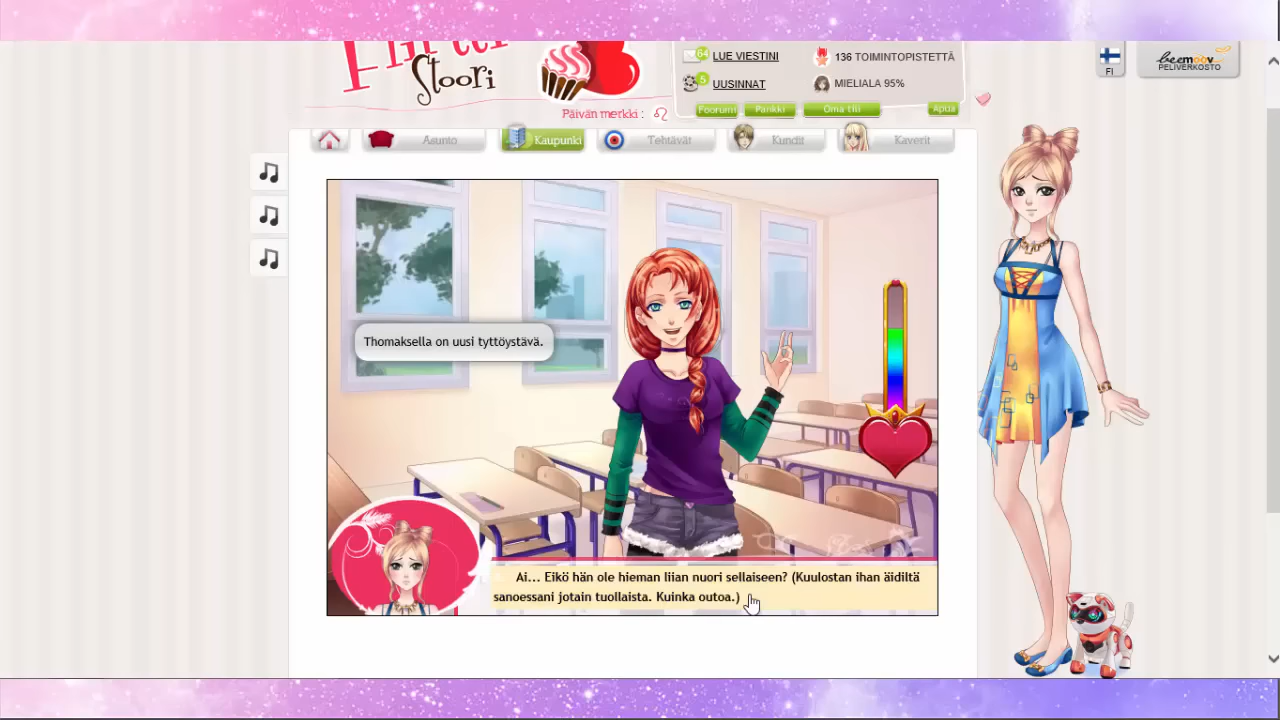 Stoori
64 LUE VIESTINI
136 TOIMINTOPISTETTÄ
5 UUSINNAT
MIELIALA 95%
Foorumi
Pankki
Oma tili
Apua
Päivän merkki :
FI
beemoov
PELIVERKOSTO
Asunto
Kaupunki
Tehtävät
Kundit
Kaverit
Thomaksella on uusi tyttöystävä.
Ai... Eikö hän ole hieman liian nuori sellaiseen? (Kuulostan ihan äidiltä
sanoessani jotain tuollaista. Kuinka outoa.)